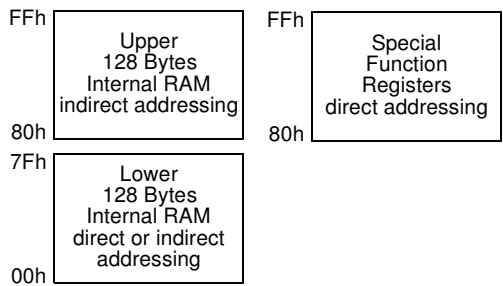 FFh
Upper
128 Bytes
Internal RAM
indirect addressing
80h
FFh
Special
Function
Registers
direct addressing
80h
7Fh
Lower
128 Bytes
Internal RAM
direct or indirect
addressing
00h